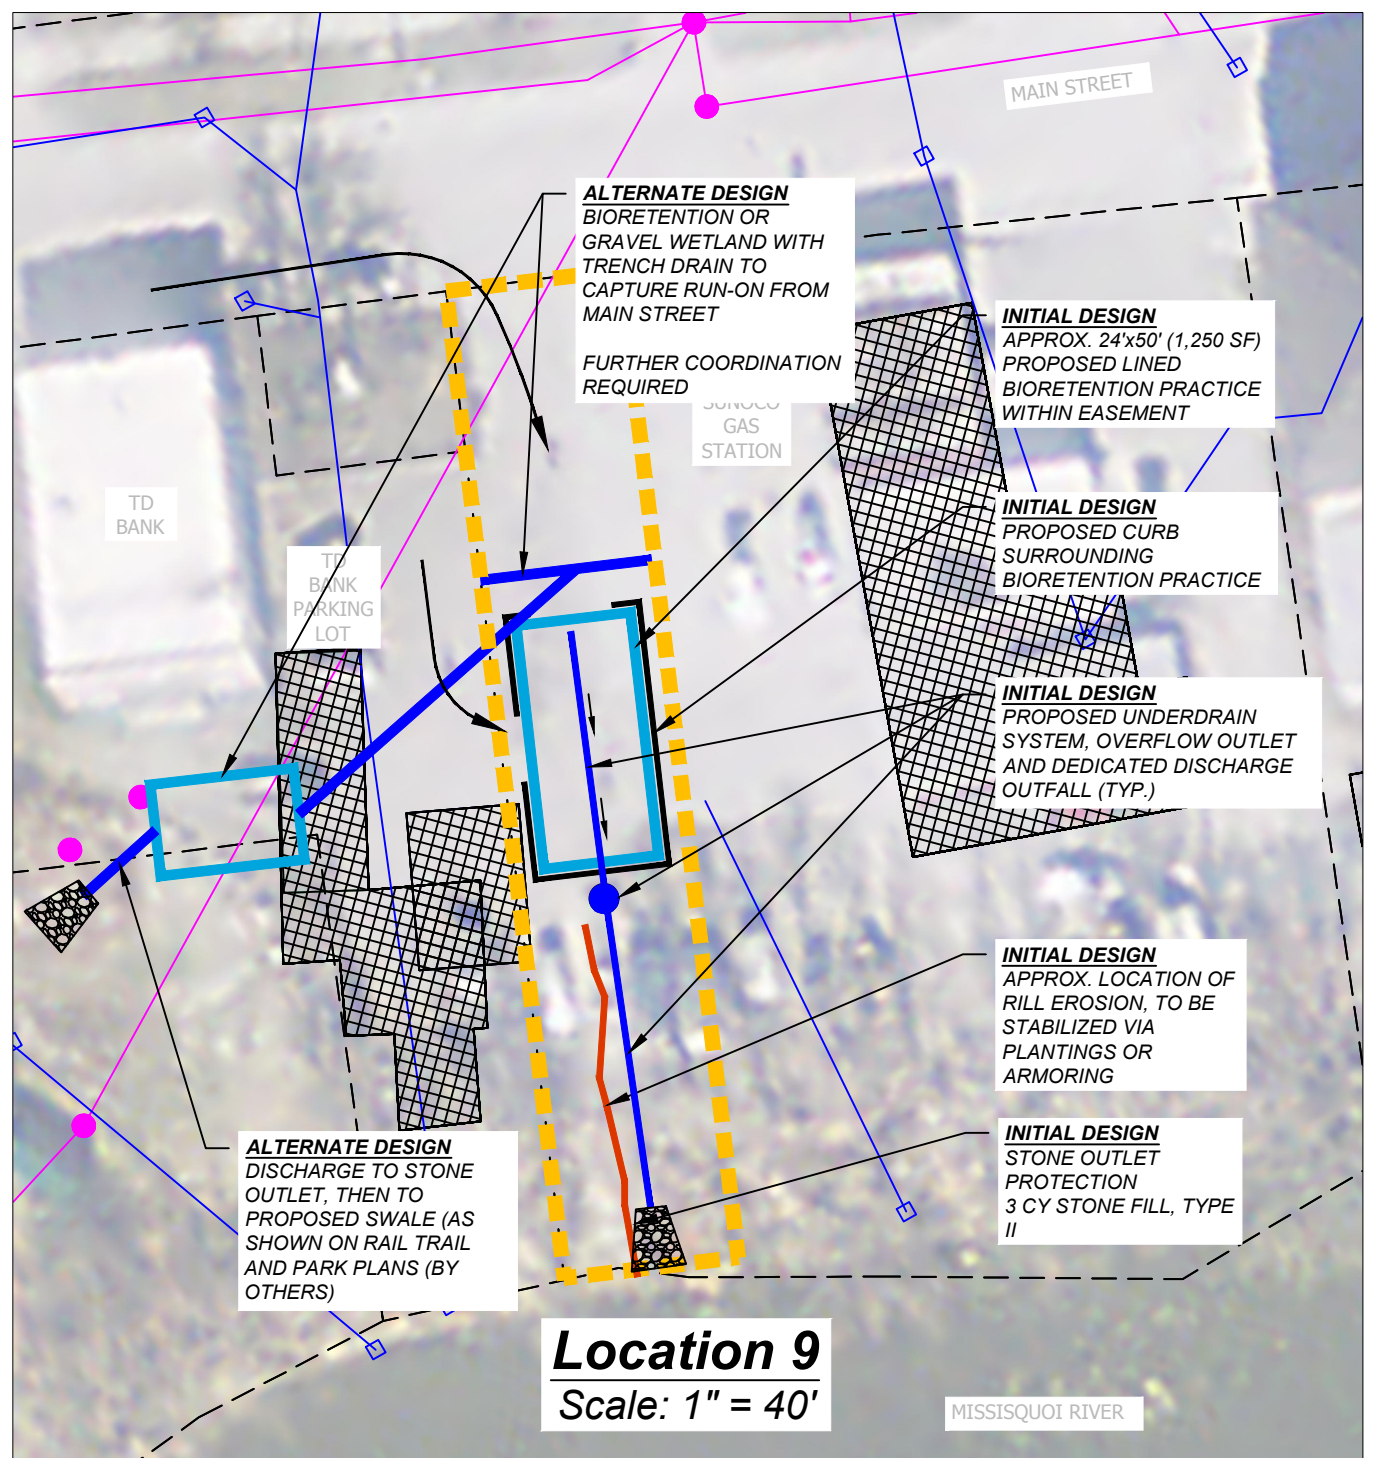 MAIN STREET
ALTERNATE DESIGN
BIORETENTION OR
GRAVEL WETLAND WITH
TRENCH DRAIN TO
CAPTURE RUN-ON FROM
MAIN STREET
FURTHER COORDINATION
REQUIRED
SUNOCO
GAS
STATION
INITIAL DESIGN
APPROX. 24'x50' (1,250 SF)
PROPOSED LINED
BIORETENTION PRACTICE
WITHIN EASEMENT
TD
BANK
INITIAL DESIGN
PROPOSED CURB
SURROUNDING
BIORETENTION PRACTICE
TD
BANK
PARKING
LOT
INITIAL DESIGN
PROPOSED UNDERDRAIN
SYSTEM, OVERFLOW OUTLET
AND DEDICATED DISCHARGE
OUTFALL (TYP.)
INITIAL DESIGN
APPROX. LOCATION OF
RILL EROSION, TO BE
STABILIZED VIA
PLANTINGS OR
ARMORING
INITIAL DESIGN
STONE OUTLET
PROTECTION
3 CY STONE FILL, TYPE
II
ALTERNATE DESIGN
DISCHARGE TO STONE
OUTLET, THEN TO
PROPOSED SWALE (AS
SHOWN ON RAIL TRAIL
AND PARK PLANS (BY
OTHERS)
Location 9
Scale: 1" = 40'
MISSISQUOI RIVER